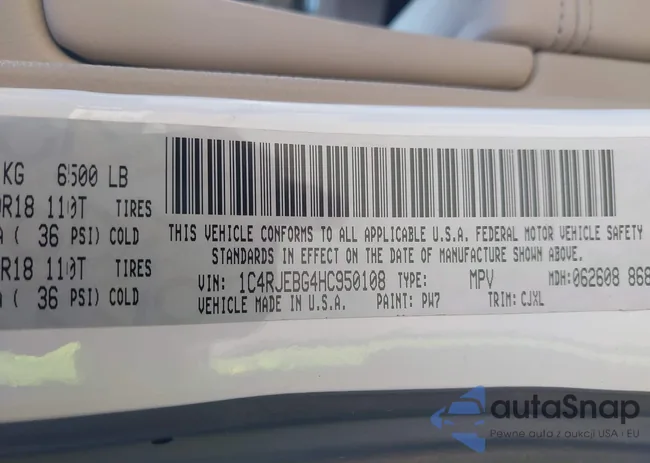 KG 6500 LB
R18 110T TIRES
( 36 PSI) COLD
R18 110T TIRES
( 36 PSI) COLD
THIS VEHICLE CONFORMS TO ALL APPLICABLE U.S.A. FEDERAL MOTOR VEHICLE SAFETY
STANDARDS IN EFFECT ON THE DATE OF MANUFACTURE SHOWN ABOVE.
VIN: 1C4RJEBG4HC950108 TYPE: MPV MDH: 062608 868
VEHICLE MADE IN U.S.A. PAINT: PW7 TRIM: CJXL
autaSnap
Pewne auta z aukcji USA i EU